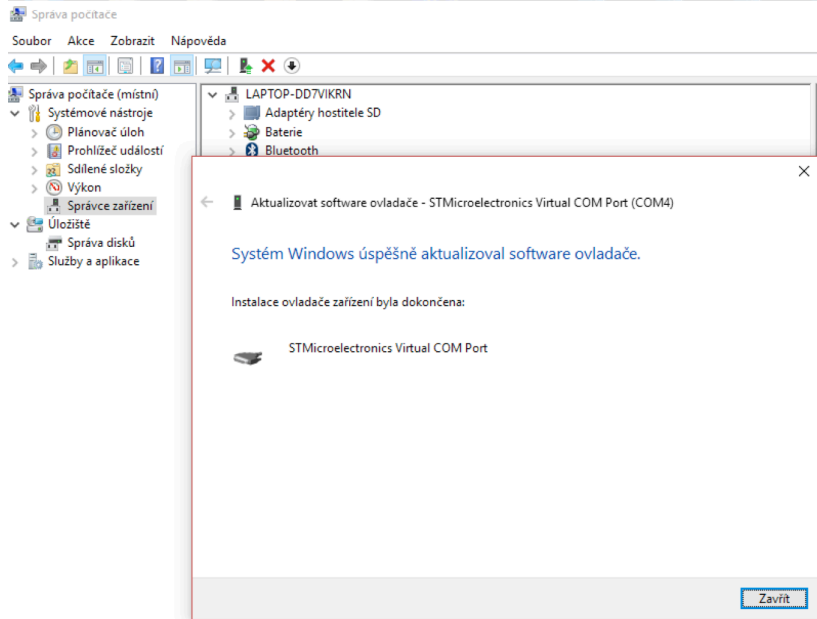 Správa počítače
Soubor Akce Zobrazit Nápověda
Správa počítače (místní)
Systémové nástroje
Plánovač úloh
Prohlížeč událostí
Sdílené složky
Výkon
Správce zařízení
Úložiště
Správa disků
Služby a aplikace
LAPTOP-DD7VIKRN
Adaptéry hostitele SD
Baterie
Bluetooth
Aktualizovat software ovladače - STMicroelectronics Virtual COM Port (COM4)
Systém Windows úspěšně aktualizoval software ovladače.
Instalace ovladače zařízení byla dokončena:
STMicroelectronics Virtual COM Port
Zavřít